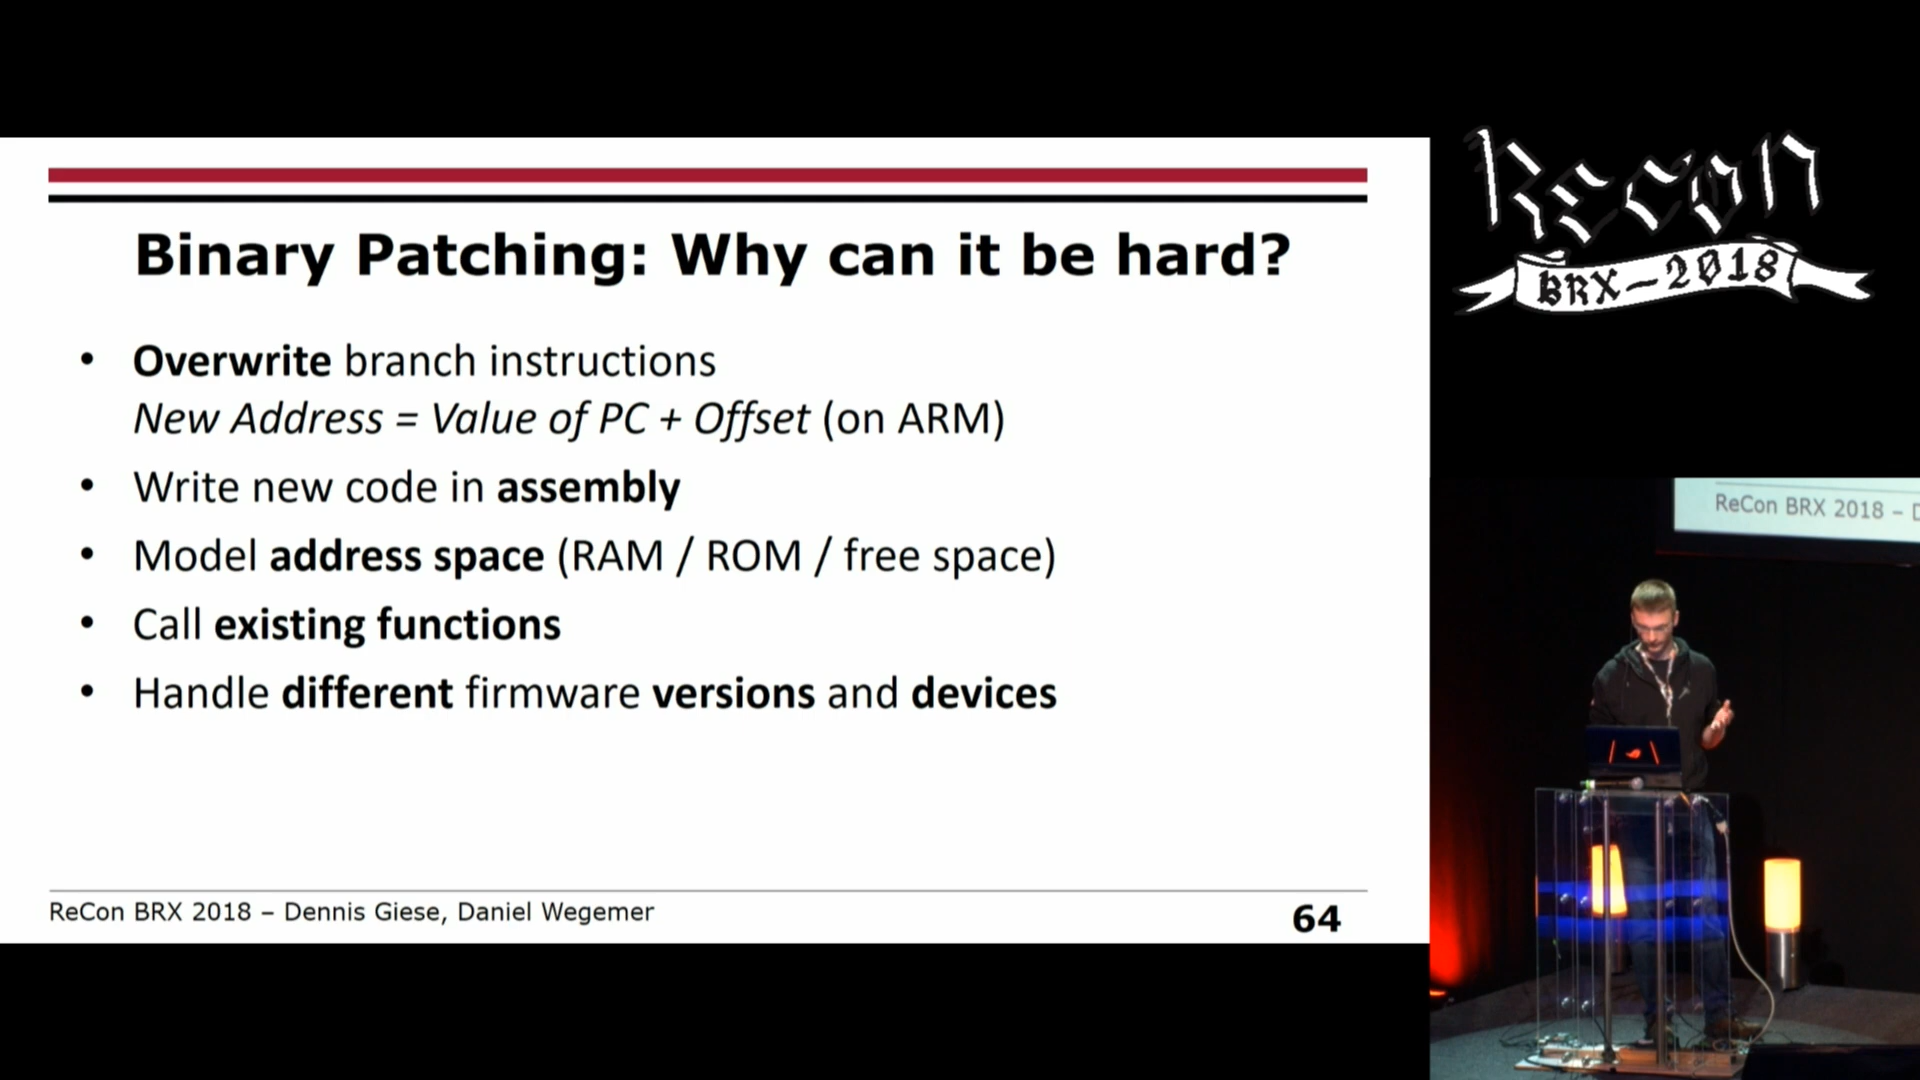 Binary Patching: Why can it be hard?
• Overwrite branch instructions
New Address = Value of PC + Offset (on ARM)
• Write new code in assembly
• Model address space (RAM / ROM / free space)
• Call existing functions
• Handle different firmware versions and devices
ReCon BRX 2018 – Dennis Giese, Daniel Wegemer
64
Recon
BRX-2018
ReCon BRX 2018 – D